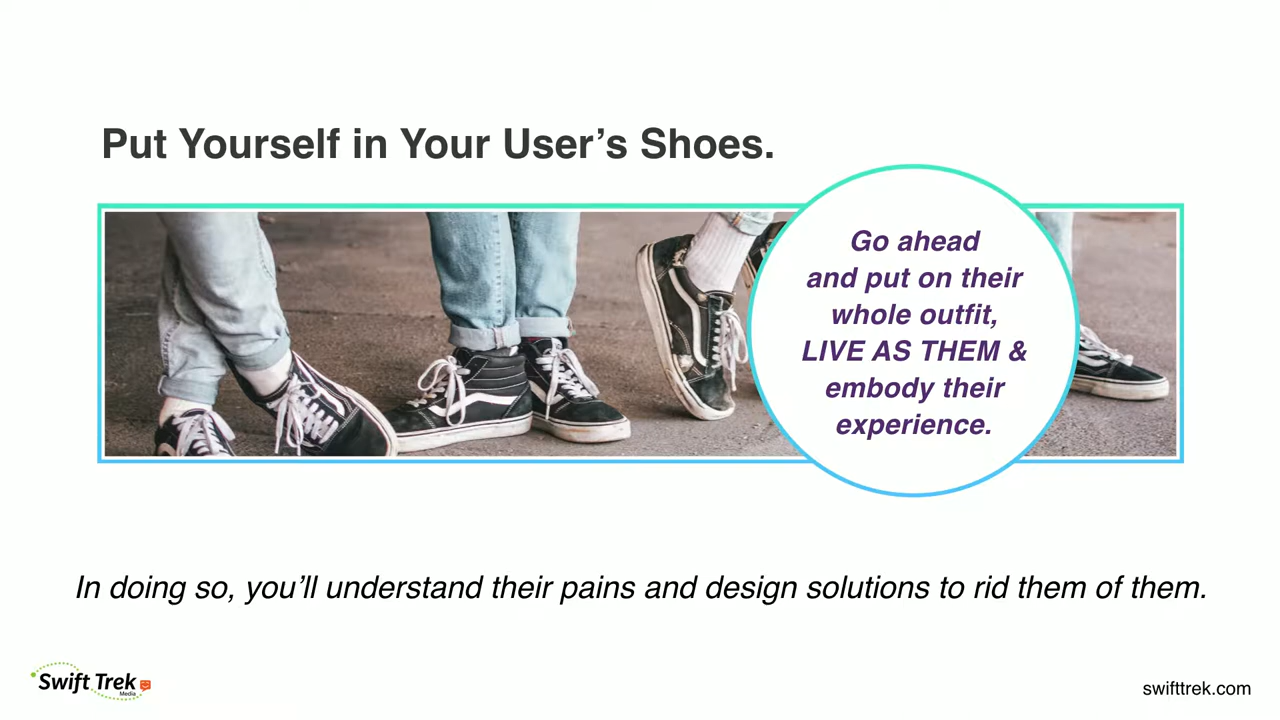 Put Yourself in Your User’s Shoes.
Go ahead
and put on their
whole outfit,
LIVE AS THEM &
embody their
experience.
In doing so, you’ll understand their pains and design solutions to rid them of them.
Swift Trek
Media
swifttrek.com